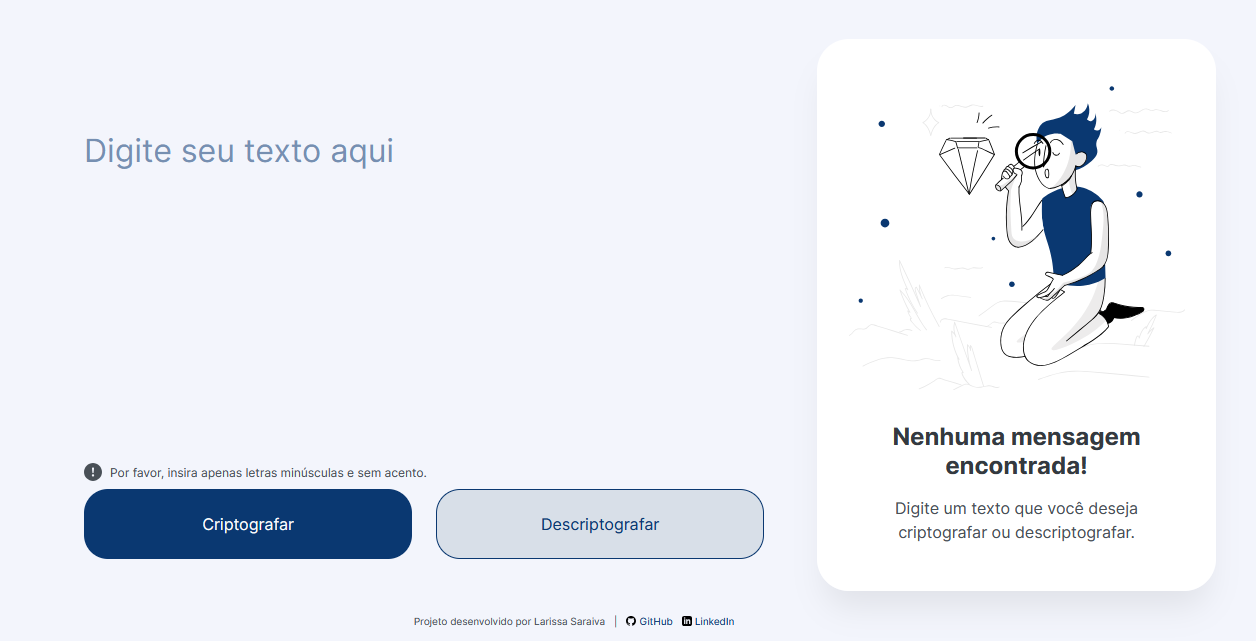 Digite seu texto aqui
Por favor, insira apenas letras minúsculas e sem acento.
Criptografar
Descriptografar
Nenhuma mensagem
encontrada!
Digite um texto que você deseja
criptografar ou descriptografar.
Projeto desenvolvido por Larissa Saraiva | GitHub LinkedIn